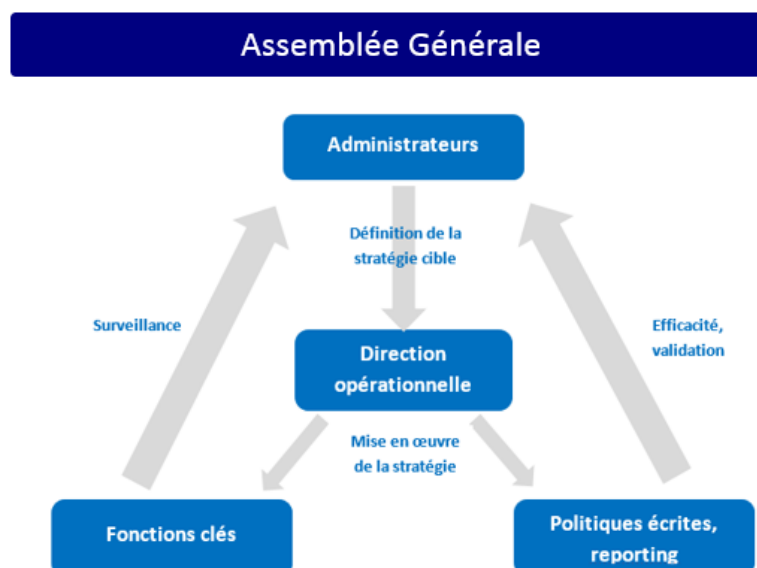 Assemblée Générale
Administrateurs
Définition de la
stratégie cible
Surveillance
Efficacité,
validation
Direction
opérationnelle
Mise en œuvre
de la stratégie
Fonctions clés
Politiques écrites,
reporting